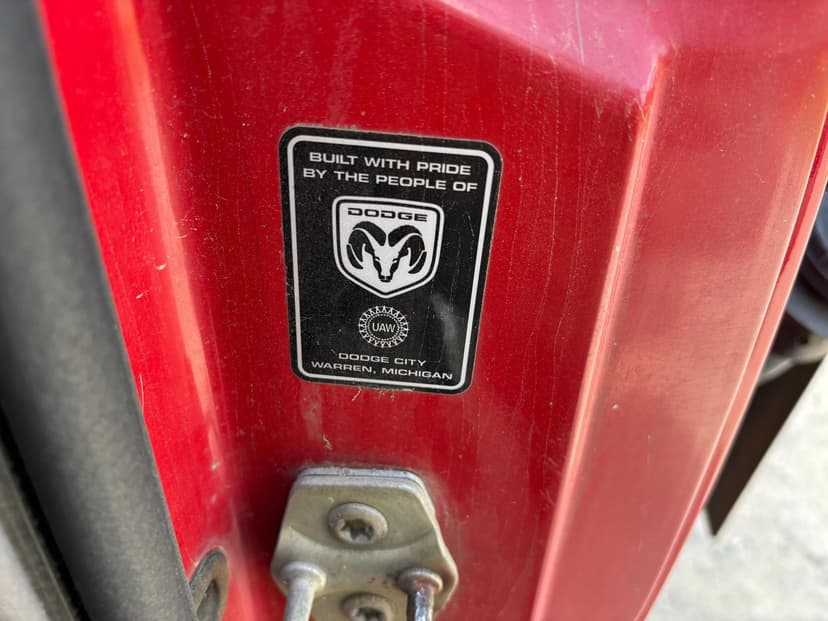 BUILT WITH PRIDE
BY THE PEOPLE OF
DODGE
UAW
DODGE CITY
WARREN, MICHIGAN